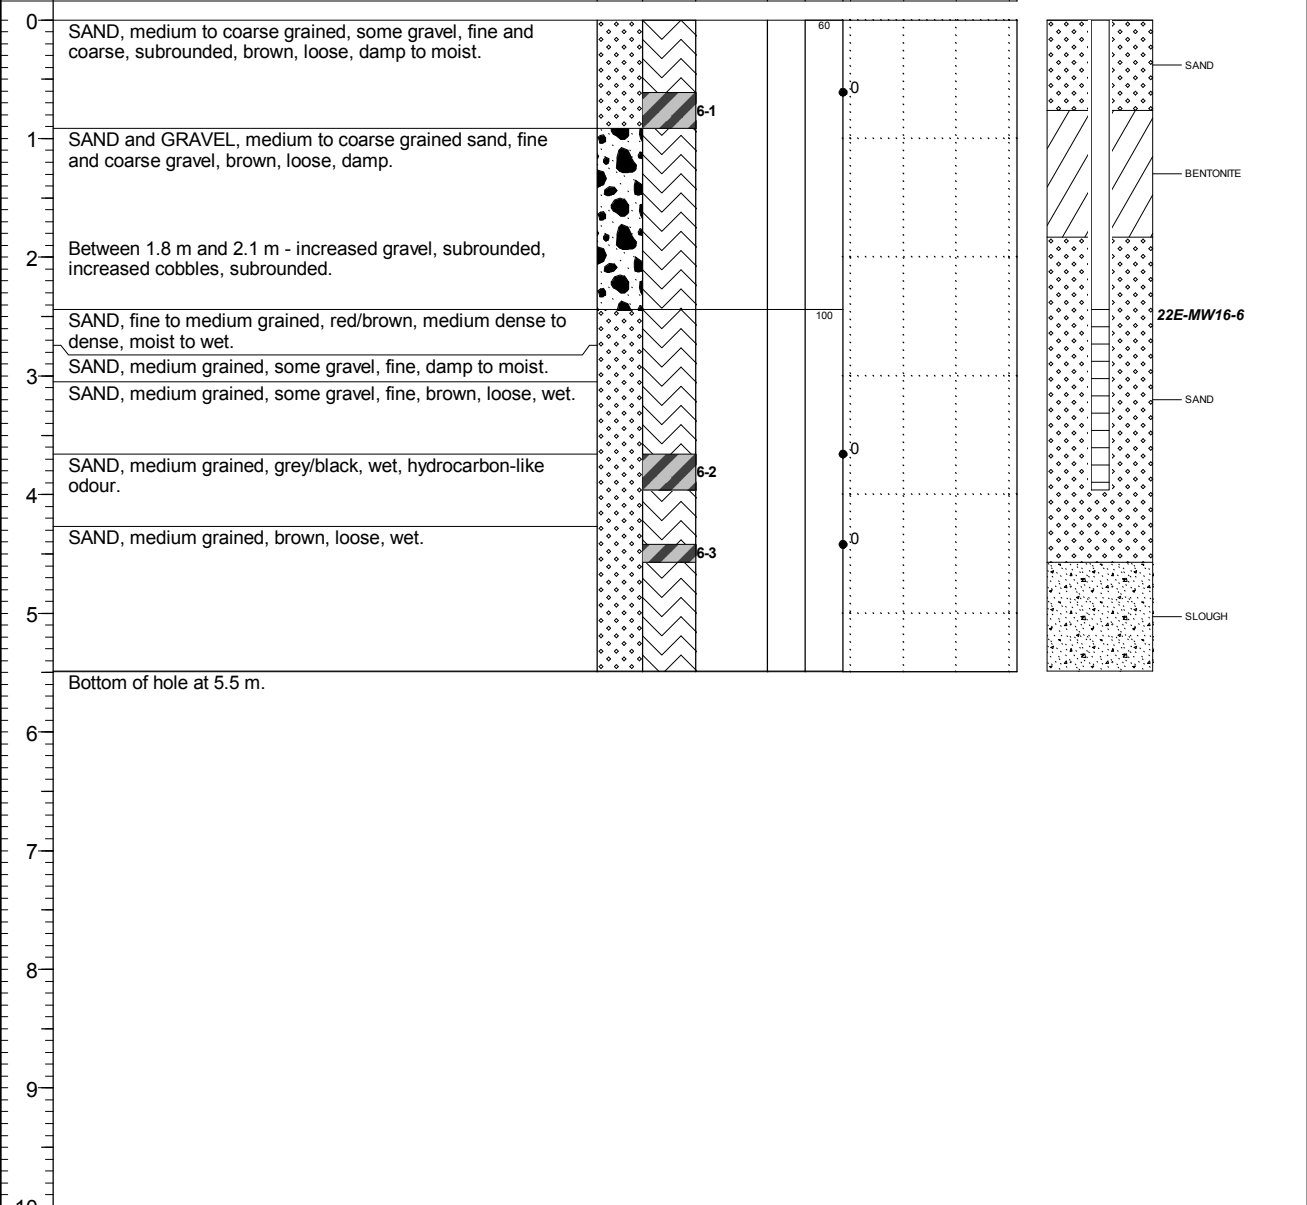 0
SAND, medium to coarse grained, some gravel, fine and
coarse, subrounded, brown, loose, damp to moist.
60
0
SAND
6-1
1
SAND and GRAVEL, medium to coarse grained sand, fine
and coarse gravel, brown, loose, damp.
BENTONITE
Between 1.8 m and 2.1 m - increased gravel, subrounded,
increased cobbles, subrounded.
2
SAND, fine to medium grained, red/brown, medium dense to
dense, moist to wet.
100
22E-MW16-6
SAND, medium grained, some gravel, fine, damp to moist.
3
SAND, medium grained, some gravel, fine, brown, loose, wet.
SAND
SAND, medium grained, grey/black, wet, hydrocarbon-like
odour.
0
6-2
4
SAND, medium grained, brown, loose, wet.
0
6-3
5
SLOUGH
Bottom of hole at 5.5 m.
6
7
8
9